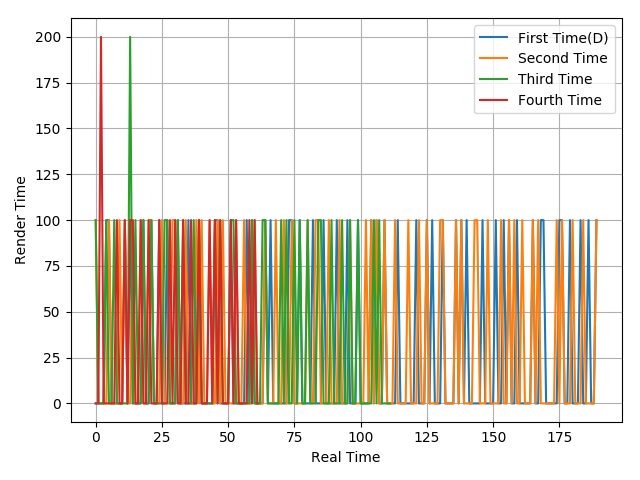 200
175
150
125
100
75
50
25
0
Render Time
First Time(D)
Second Time
Third Time
Fourth Time
0 25 50 75 100 125 150 175
Real Time